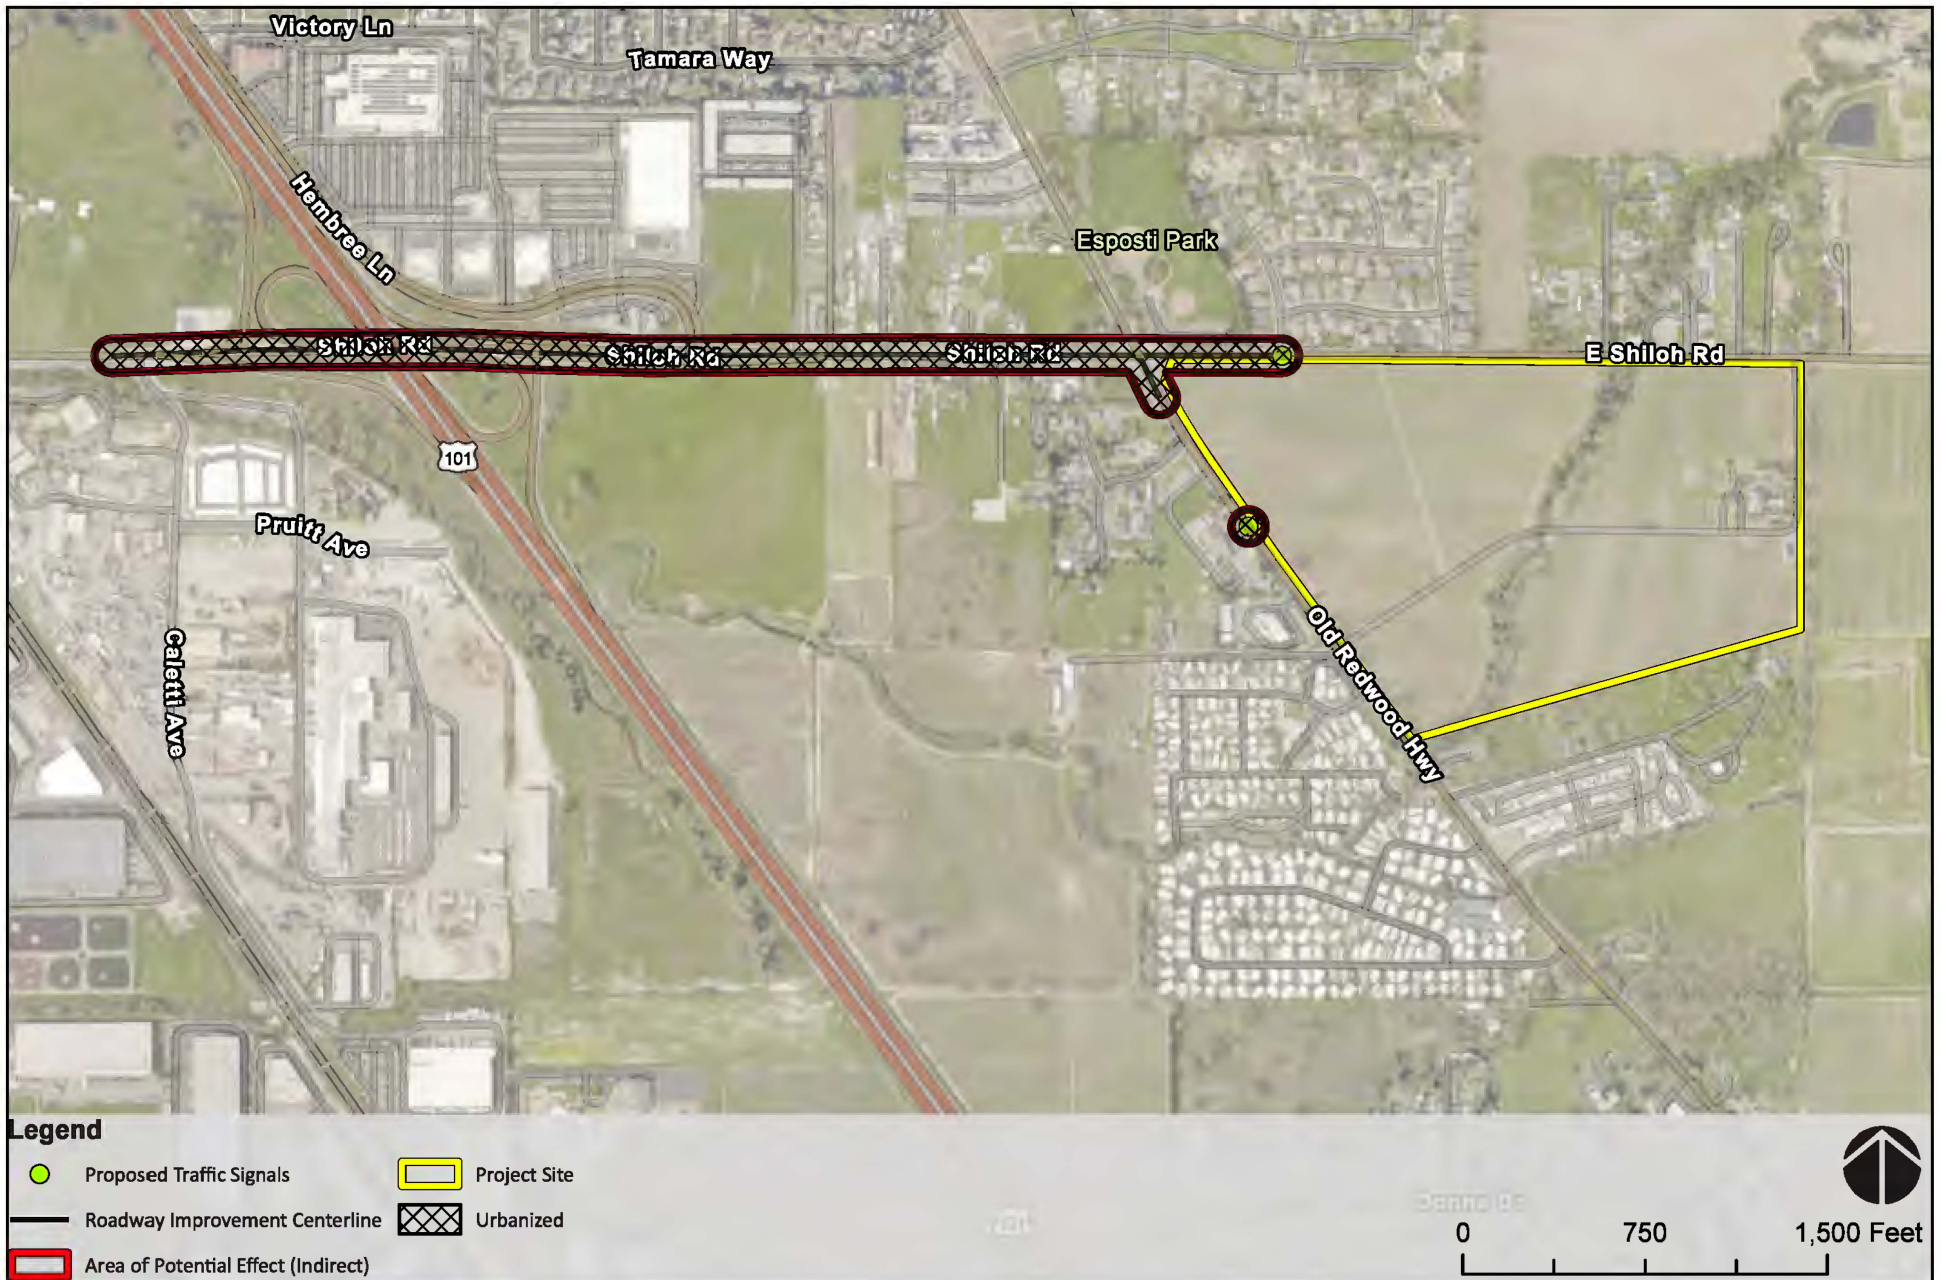 Victory Ln
Tamara Way
Hembree Ln
Esposti Park
Shiloh Rd
Shiloh Rd
Shiloh Rd
E Shiloh Rd
101
Pruift Ave
Old Redwood Hwy
Caletti Ave
Legend
Proposed Traffic Signals
Project Site
Roadway Improvement Centerline
Urbanized
Area of Potential Effect (Indirect)
0 750 1,500 Feet